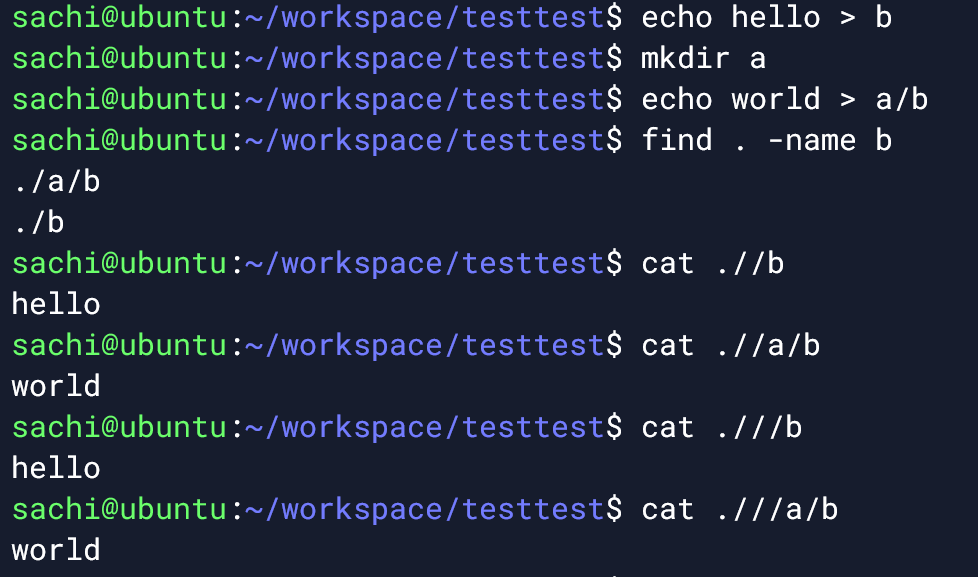 sachi@ubuntu:~/workspace/testtest$ echo hello > b
sachi@ubuntu:~/workspace/testtest$ mkdir a
sachi@ubuntu:~/workspace/testtest$ echo world > a/b
sachi@ubuntu:~/workspace/testtest$ find . -name b
./a/b
./b
sachi@ubuntu:~/workspace/testtest$ cat .//b
hello
sachi@ubuntu:~/workspace/testtest$ cat .//a/b
world
sachi@ubuntu:~/workspace/testtest$ cat .///b
hello
sachi@ubuntu:~/workspace/testtest$ cat .///a/b
world